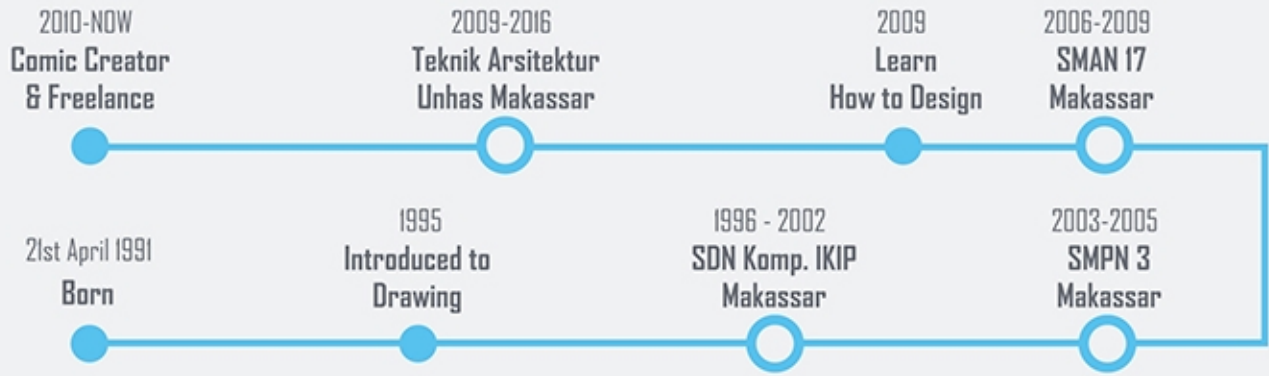 2010-NOW
Comic Creator
& Freelance
2009-2016
Teknik Arsitektur
Unhas Makassar
2009
Learn
How to Design
2006-2009
SMAN 17
Makassar
21st April 1991
Born
1995
Introduced to
Drawing
1996 - 2002
SDN Komp. IKIP
Makassar
2003-2005
SMPN 3
Makassar